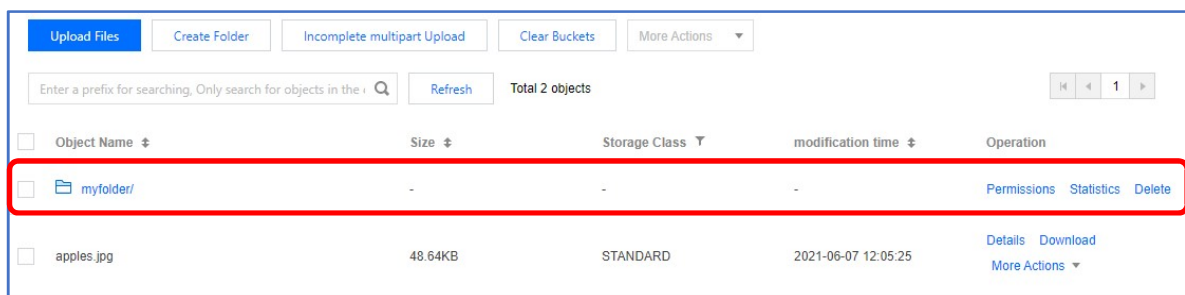 Upload Files Create Folder Incomplete multipart Upload Clear Buckets More Actions
Enter a prefix for searching, Only search for objects in the Refresh Total 2 objects 1
Object Name Size Storage Class modification time Operation
myfolder/ - - - Permissions Statistics Delete
apples.jpg 48.64KB STANDARD 2021-06-07 12:05:25 Details Download
More Actions